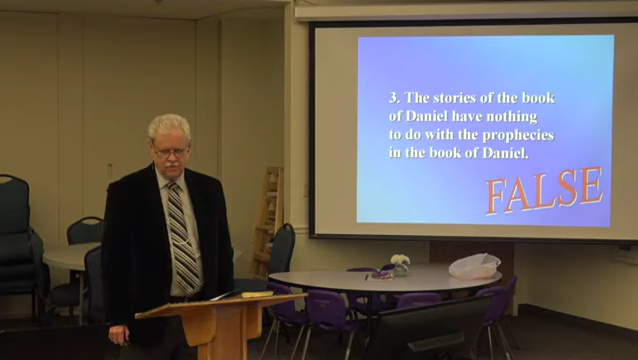 3. The stories of the book
of Daniel have nothing
to do with the prophecies
in the book of Daniel.
FALSE